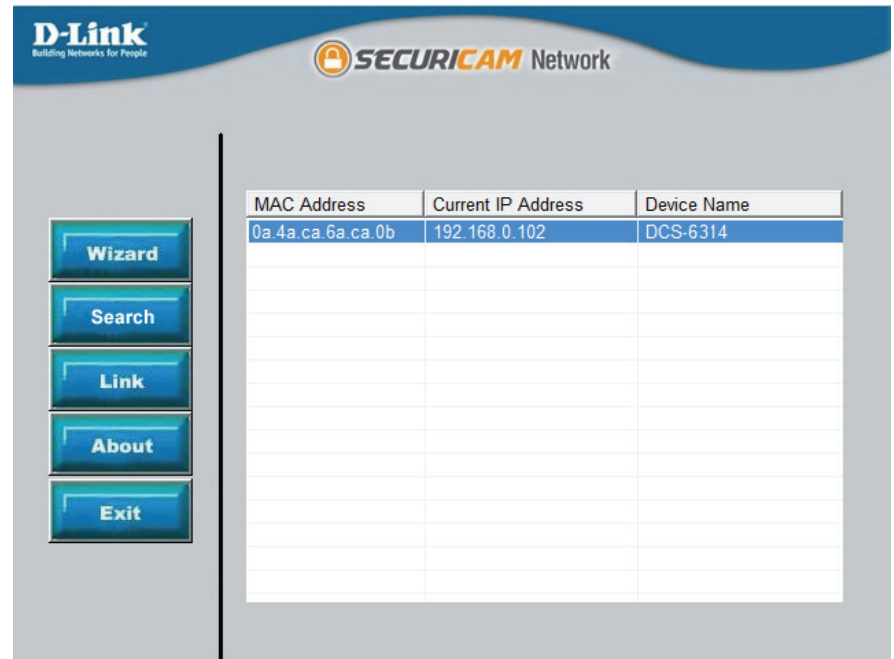 D-Link
Building Networks for People
SECURICAM Network
MAC Address Current IP Address Device Name
0a.4a.ca.6a.ca.0b 192.168.0.102 DCS-6314
Wizard
Search
Link
About
Exit